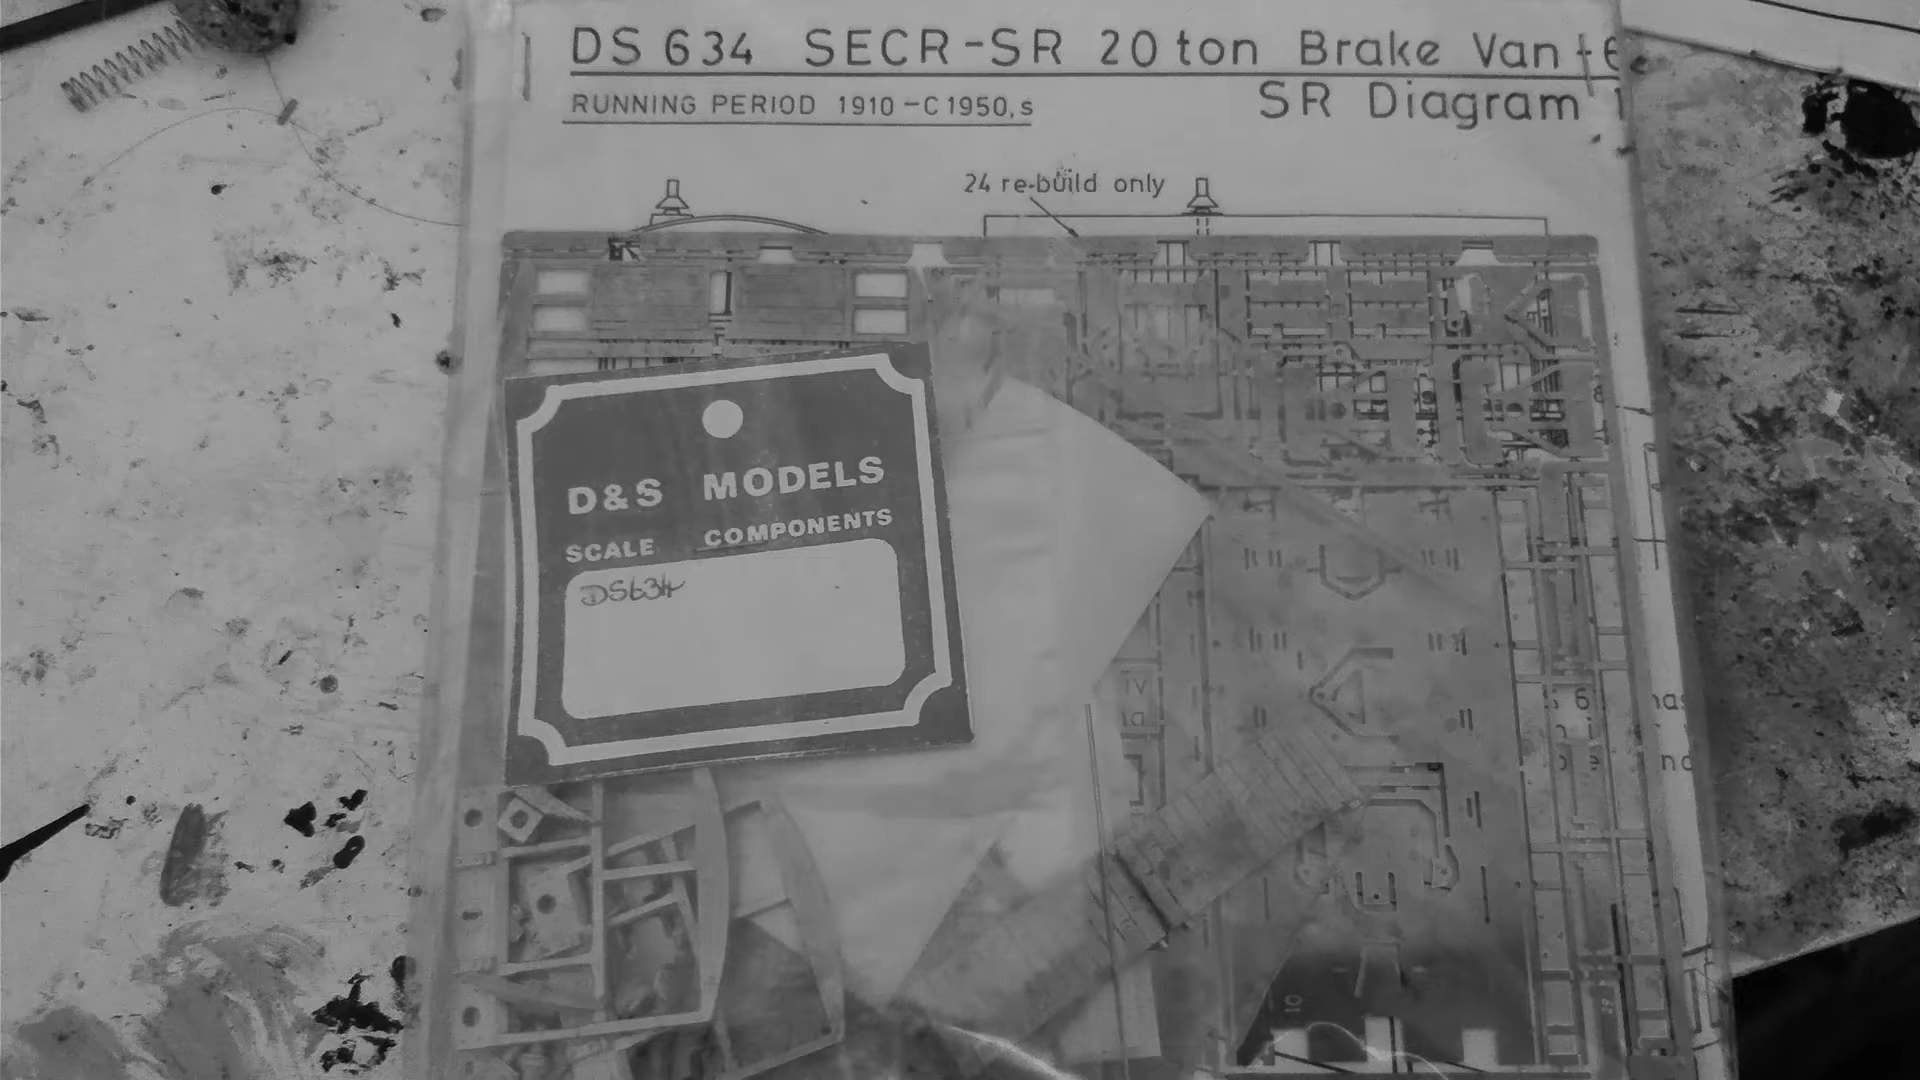 DS 634 SECR-SR 20 ton Brake Van
RUNNING PERIOD 1910-C1950,s
SR Diagram
24 re-build only
D&S MODELS
SCALE COMPONENTS
DS634
10